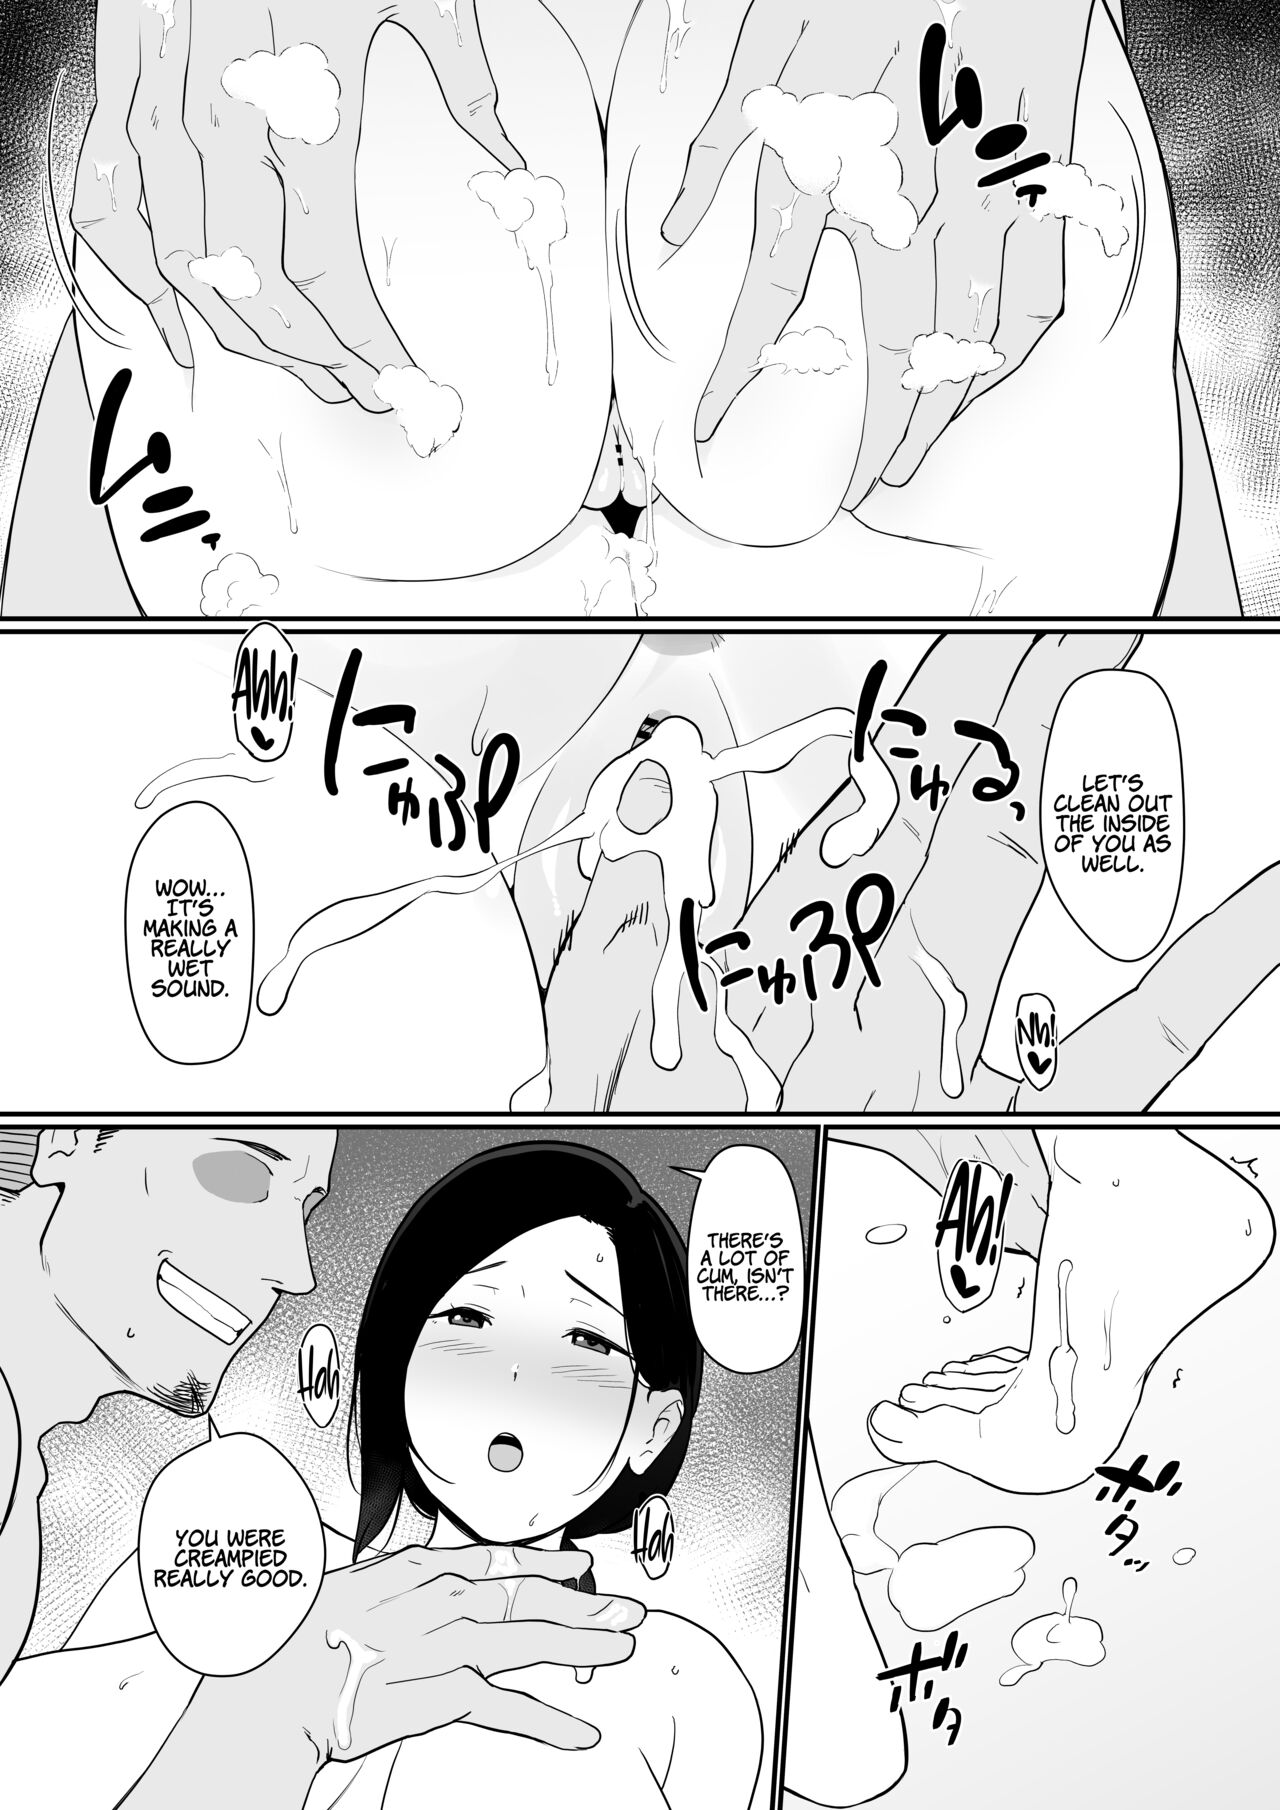 ムニュ
ムニュ
LET'S
CLEAN OUT
THE INSIDE
OF YOU AS
WELL.
にゅる、
Ahh!
にゅぷ
にゅぷ
Nh!
WOW...
IT'S
MAKING A
REALLY
WET
SOUND.
Ah!
ボタッ
ボタ
THERE'S
A LOT OF
CUM, ISN'T
THERE...?
Hah
Hah
YOU WERE
CREAMPIED
REALLY GOOD.